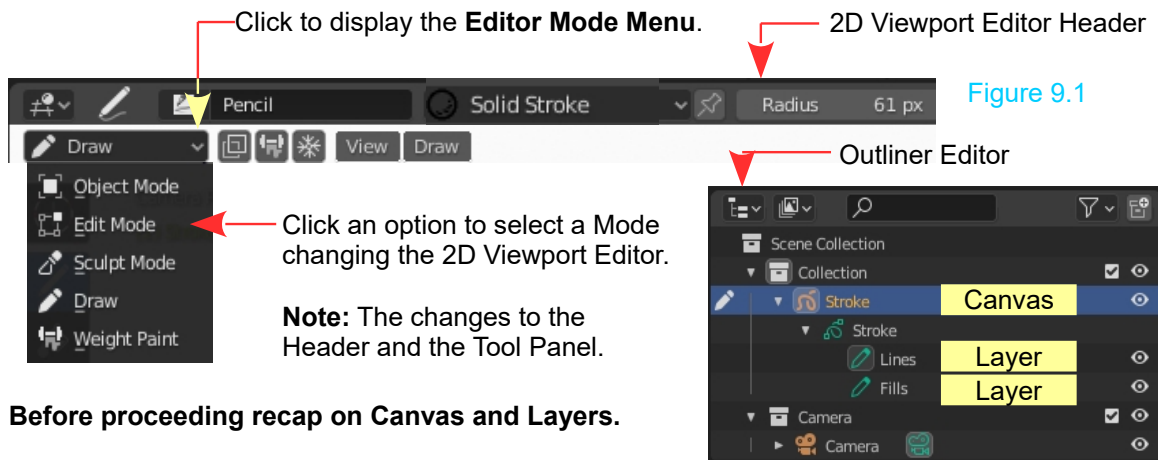 Click to display the Editor Mode Menu.
2D Viewport Editor Header
Pencil
Solid Stroke
Radius 61 px
Figure 9.1
Draw
View
Draw
Outliner Editor
Object Mode
Edit Mode
Sculpt Mode
Draw
Weight Paint
Click an option to select a Mode
changing the 2D Viewport Editor.
Note: The changes to the
Header and the Tool Panel.
Scene Collection
Collection
Stroke Canvas
Stroke
Lines Layer
Fills Layer
Camera
Camera
Before proceeding recap on Canvas and Layers.